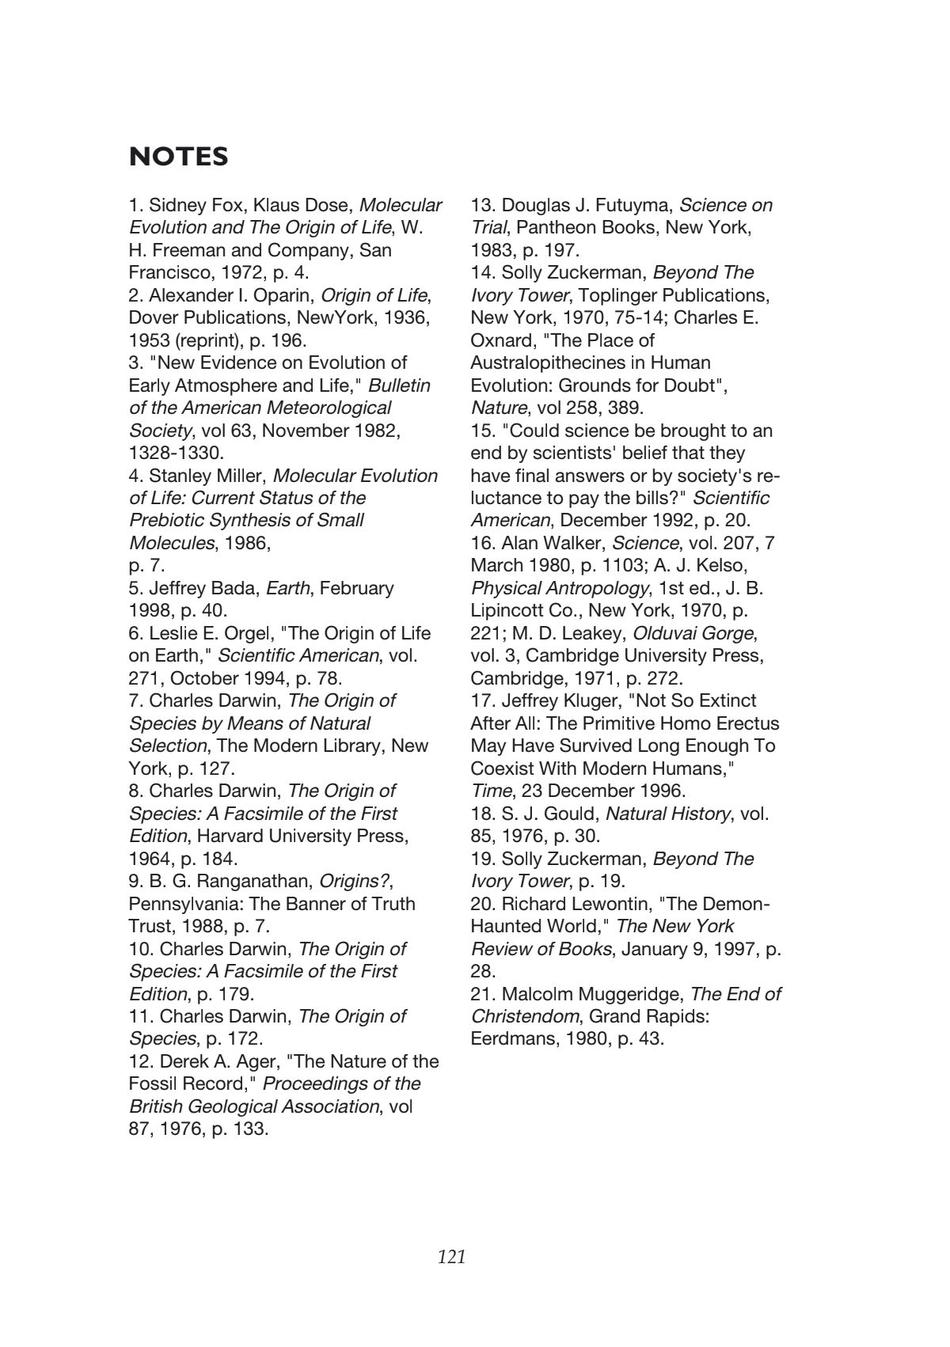 NOTES
1. Sidney Fox, Klaus Dose, Molecular
Evolution and The Origin of Life, W.
H. Freeman and Company, San
Francisco, 1972, p. 4.
2. Alexander I. Oparin, Origin of Life,
Dover Publications, NewYork, 1936,
1953 (reprint), p. 196.
3. "New Evidence on Evolution of
Early Atmosphere and Life," Bulletin
of the American Meteorological
Society, vol 63, November 1982,
1328-1330.
4. Stanley Miller, Molecular Evolution
of Life: Current Status of the
Prebiotic Synthesis of Small
Molecules, 1986,
p. 7.
5. Jeffrey Bada, Earth, February
1998, p. 40.
6. Leslie E. Orgel, "The Origin of Life
on Earth," Scientific American, vol.
271, October 1994, p. 78.
7. Charles Darwin, The Origin of
Species by Means of Natural
Selection, The Modern Library, New
York, p. 127.
8. Charles Darwin, The Origin of
Species: A Facsimile of the First
Edition, Harvard University Press,
1964, p. 184.
9. B. G. Ranganathan, Origins?,
Pennsylvania: The Banner of Truth
Trust, 1988, p. 7.
10. Charles Darwin, The Origin of
Species: A Facsimile of the First
Edition, p. 179.
11. Charles Darwin, The Origin of
Species, p. 172.
12. Derek A. Ager, "The Nature of the
Fossil Record," Proceedings of the
British Geological Association, vol
87, 1976, p. 133.
13. Douglas J. Futuyma, Science on
Trial, Pantheon Books, New York,
1983, p. 197.
14. Solly Zuckerman, Beyond The
Ivory Tower, Toplinger Publications,
New York, 1970, 75-14; Charles E.
Oxnard, "The Place of
Australopithecines in Human
Evolution: Grounds for Doubt",
Nature, vol 258, 389.
15. "Could science be brought to an
end by scientists' belief that they
have final answers or by society's re-
luctance to pay the bills?" Scientific
American, December 1992, p. 20.
16. Alan Walker, Science, vol. 207, 7
March 1980, p. 1103; A. J. Kelso,
Physical Antropology, 1st ed., J. B.
Lipincott Co., New York, 1970, p.
221; M. D. Leakey, Olduvai Gorge,
vol. 3, Cambridge University Press,
Cambridge, 1971, p. 272.
17. Jeffrey Kluger, "Not So Extinct
After All: The Primitive Homo Erectus
May Have Survived Long Enough To
Coexist With Modern Humans,"
Time, 23 December 1996.
18. S. J. Gould, Natural History, vol.
85, 1976, p. 30.
19. Solly Zuckerman, Beyond The
Ivory Tower, p. 19.
20. Richard Lewontin, "The Demon-
Haunted World," The New York
Review of Books, January 9, 1997, p.
28.
21. Malcolm Muggeridge, The End of
Christendom, Grand Rapids:
Eerdmans, 1980, p. 43.
121